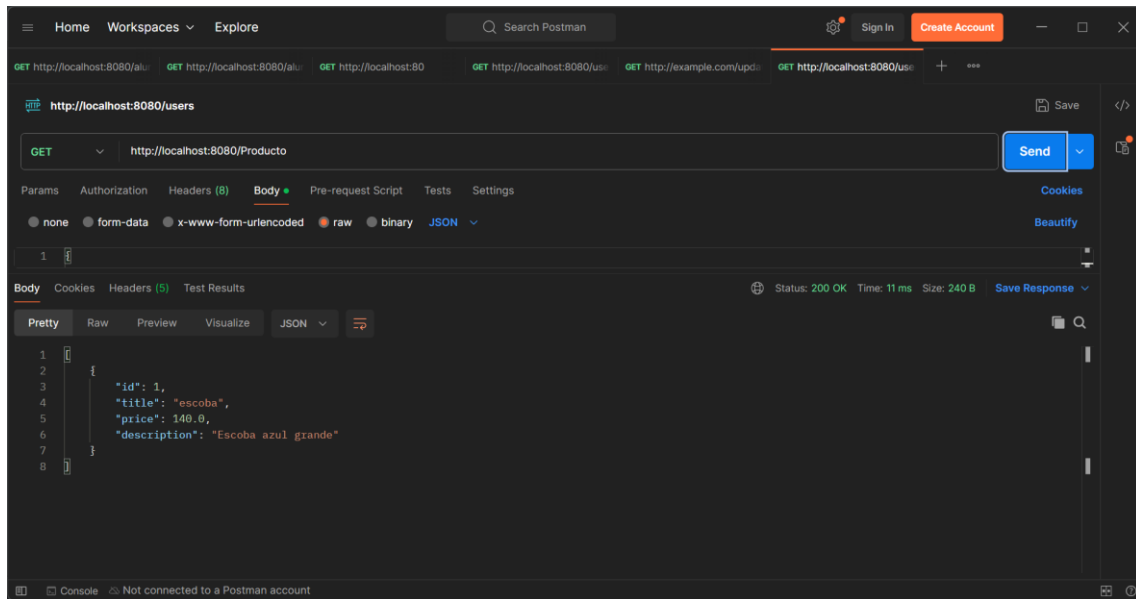 Home Workspaces Explore Search Postman Sign In Create Account
GET http://localhost:8080/alu GET http://localhost:8080/alu GET http://localhost:80 GET http://localhost:8080/use GET http://example.com/upda GET http://localhost:8080/use
HTTP http://localhost:8080/users Save </>
GET http://localhost:8080/Producto Send
Params Authorization Headers (8) Body Pre-request Script Tests Settings Cookies
none form-data x-www-form-urlencoded raw binary JSON Beautify
1 {
Body Cookies Headers (5) Test Results Status: 200 OK Time: 11 ms Size: 240 B Save Response
Pretty Raw Preview Visualize JSON
1 [
2 {
3 "id": 1,
4 "title": "escoba",
5 "price": 140.0,
6 "description": "Escoba azul grande"
7 }
8 ]
Console Not connected to a Postman account